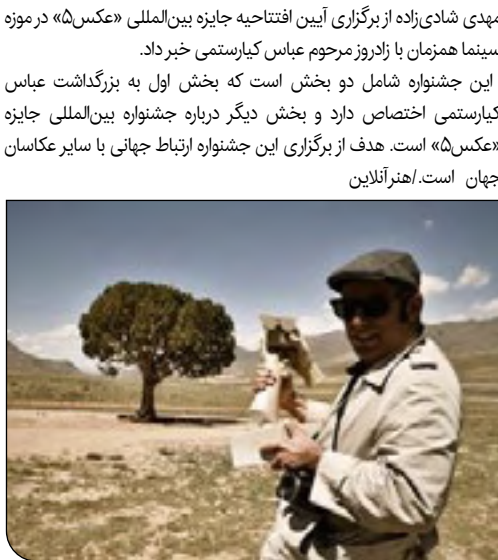 مهدی شادی‌زاده از برگزاری آیین افتتاحیه جایزه بین‌المللی «عکس۵» در موزه
سینما همزمان با زادروز مرحوم عباس کیارستمی خبر داد.
این جشنواره شامل دو بخش است که بخش اول به بزرگداشت عباس
کیارستمی اختصاص دارد و بخش دیگر درباره جشنواره بین‌المللی جایزه
«عکس۵» است. هدف از برگزاری این جشنواره ارتباط جهانی با سایر عکاسان
جهان است./هنرآنلاین